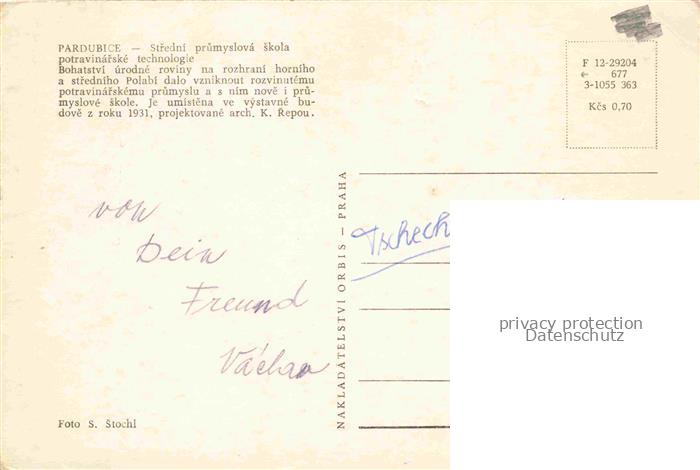 PARDUBICE — Střední průmyslová škola
potravinářské technologie
Bohatství úrodné roviny na rozhraní horního
a středního Polabí dalo vzniknout rozvinutému
potravinářskému průmyslu a s ním nově i prů-
myslové škole. Je umístěna ve výstavné bu-
dově z roku 1931, projektované arch. K. Řepou.
F 12-29204
677
3-1055 363
Kčs 0,70
von
Dein
Freund
Václav
Foto S. Štochl
NAKLADATELSTVÍ ORBIS — PRAHA
Tschech
privacy protection
Datenschutz